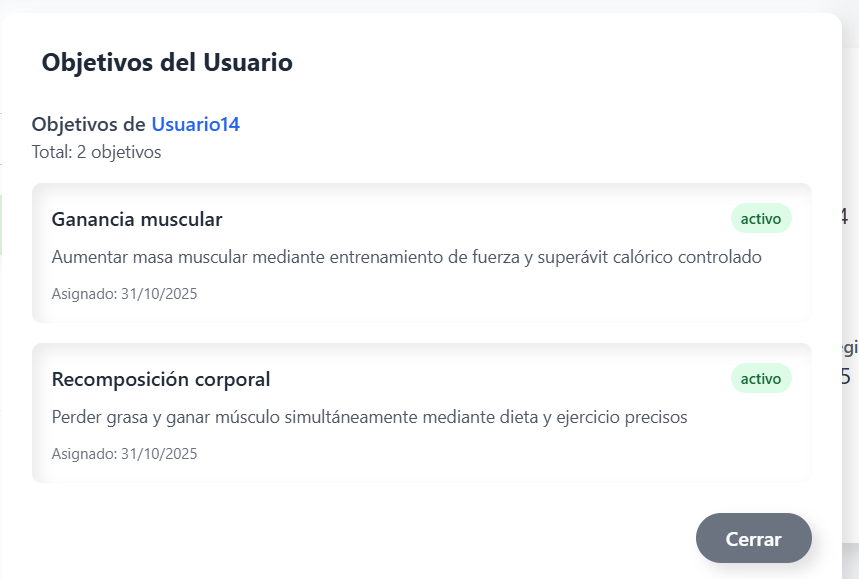 Objetivos del Usuario
Objetivos de Usuario14
Total: 2 objetivos
Ganancia muscular
activo
Aumentar masa muscular mediante entrenamiento de fuerza y superávit calórico controlado
Asignado: 31/10/2025
4
Recomposición corporal
activo
Perder grasa y ganar músculo simultáneamente mediante dieta y ejercicio precisos
Asignado: 31/10/2025
5
Cerrar